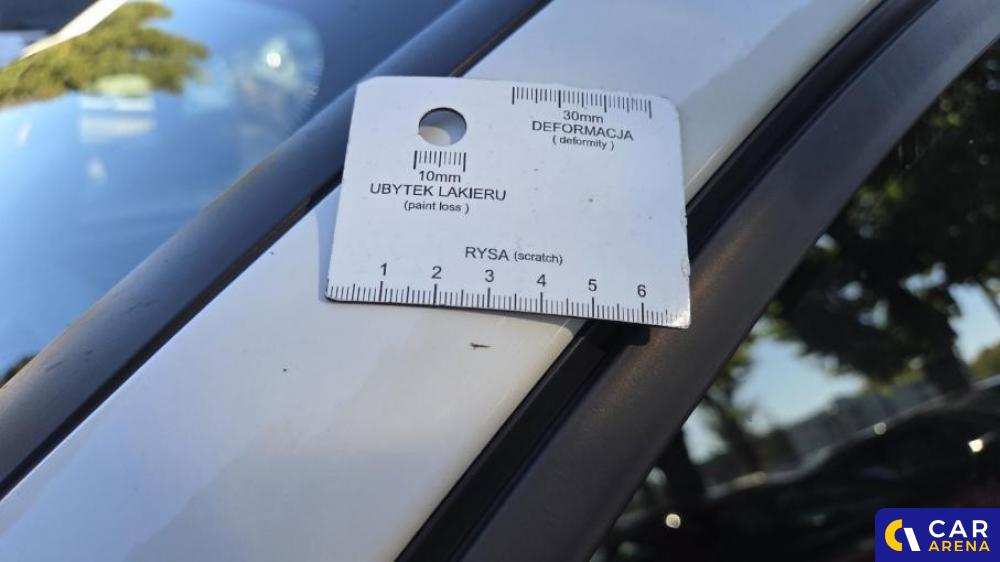 30mm
DEFORMACJA
( deformity )
10mm
UBYTEK LAKIERU
(paint loss )
RYSA (scratch)
1 2 3 4 5 6
CAR
ARENA